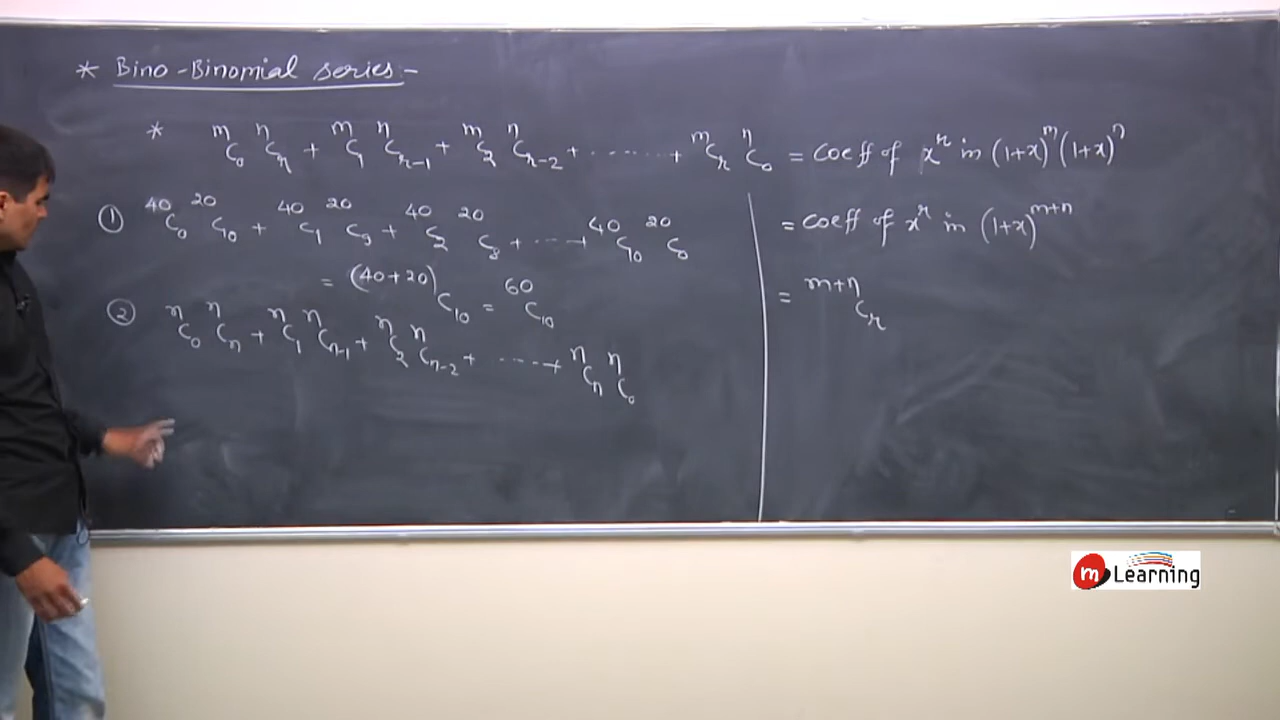 * Bino-Binomial series:-
* ᵐC₀ ⁿCᵣ + ᵐC₁ ⁿCᵣ₋₁ + ᵐC₂ ⁿCᵣ₋₂ + ....... + ᵐCᵣ ⁿC₀ = coeff of xʳ in (1+x)ᵐ(1+x)ⁿ
= coeff of xʳ in (1+x)ᵐ⁺ⁿ
= ᵐ⁺ⁿCᵣ
① ⁴⁰C₀ ²⁰C₁₀ + ⁴⁰C₁ ²⁰C₉ + ⁴⁰C₂ ²⁰C₈ + ..... + ⁴⁰C₁₀ ²⁰C₀
= ⁽⁴⁰⁺²⁰⁾C₁₀ = ⁶⁰C₁₀
② ⁿC₀ ⁿCₙ + ⁿC₁ ⁿCₙ₋₁ + ⁿC₂ ⁿCₙ₋₂ + ...... + ⁿCₙ ⁿC₀
m Learning